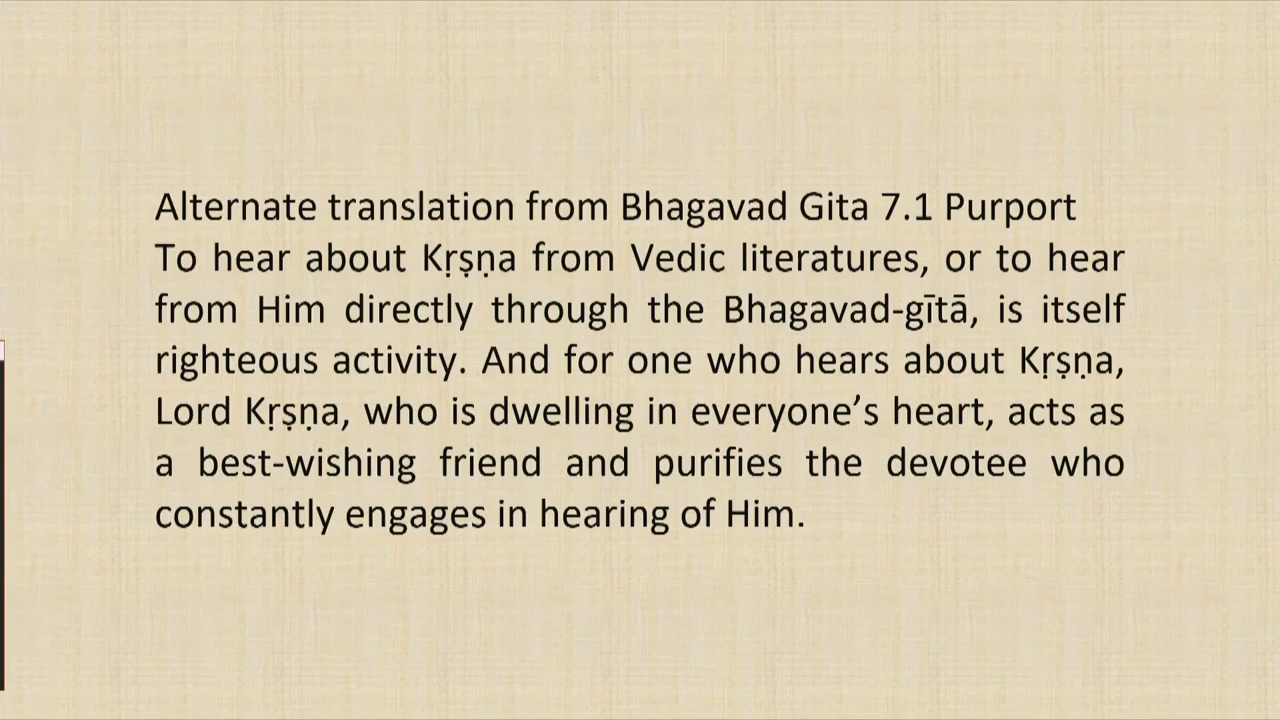 Alternate translation from Bhagavad Gita 7.1 Purport
To hear about Kṛṣṇa from Vedic literatures, or to hear
from Him directly through the Bhagavad-gītā, is itself
righteous activity. And for one who hears about Kṛṣṇa,
Lord Kṛṣṇa, who is dwelling in everyone’s heart, acts as
a best-wishing friend and purifies the devotee who
constantly engages in hearing of Him.